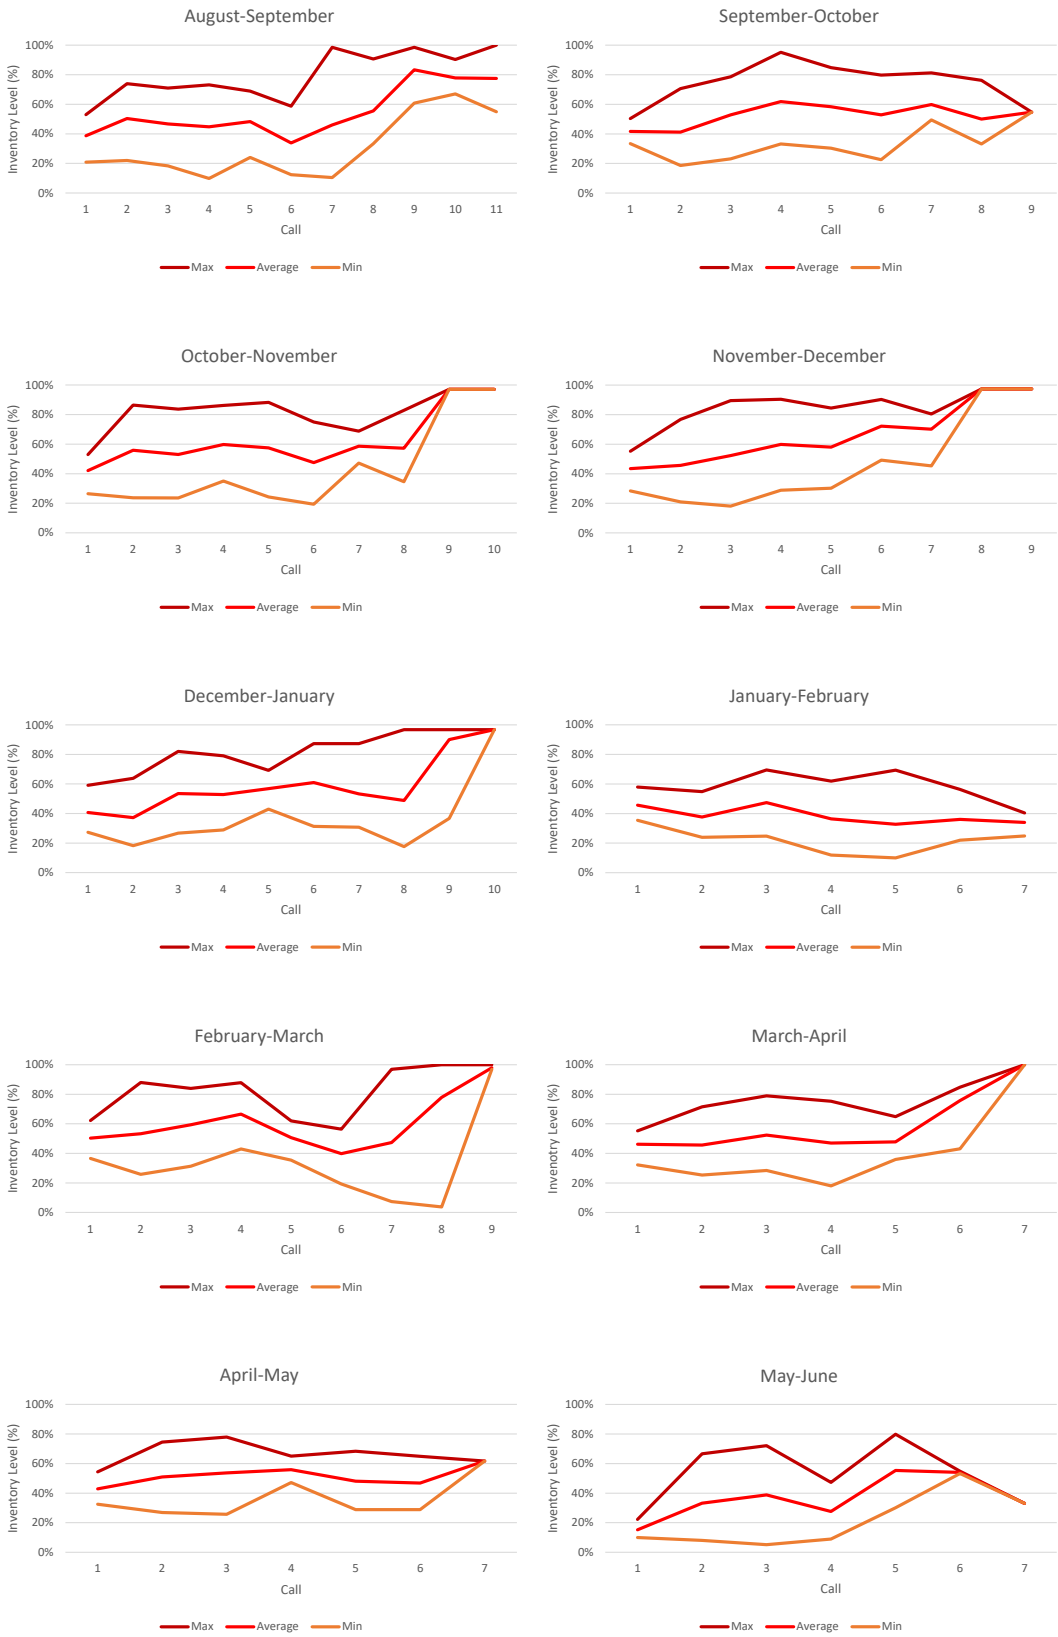 August-September
Inventory Level (%)
100%
80%
60%
40%
20%
0%
1 2 3 4 5 6 7 8 9 10 11
Call
Max Average Min
September-October
Inventory Level (%)
100%
80%
60%
40%
20%
0%
1 2 3 4 5 6 7 8 9
Call
Max Average Min
October-November
Inventory Level (%)
100%
80%
60%
40%
20%
0%
1 2 3 4 5 6 7 8 9 10
Call
Max Average Min
November-December
Inventory Level (%)
100%
80%
60%
40%
20%
0%
1 2 3 4 5 6 7 8 9
Call
Max Average Min
December-January
Inventory Level (%)
100%
80%
60%
40%
20%
0%
1 2 3 4 5 6 7 8 9 10
Call
Max Average Min
January-February
Inventory Level (%)
100%
80%
60%
40%
20%
0%
1 2 3 4 5 6 7
Call
Max Average Min
February-March
Inventory Level (%)
100%
80%
60%
40%
20%
0%
1 2 3 4 5 6 7 8 9
Call
Max Average Min
March-April
Invenotry Level (%)
100%
80%
60%
40%
20%
0%
1 2 3 4 5 6 7
Call
Max Average Min
April-May
Inventory Level (%)
100%
80%
60%
40%
20%
0%
1 2 3 4 5 6 7
Call
Max Average Min
May-June
Inventory Level (%)
100%
80%
60%
40%
20%
0%
1 2 3 4 5 6 7
Call
Max Average Min